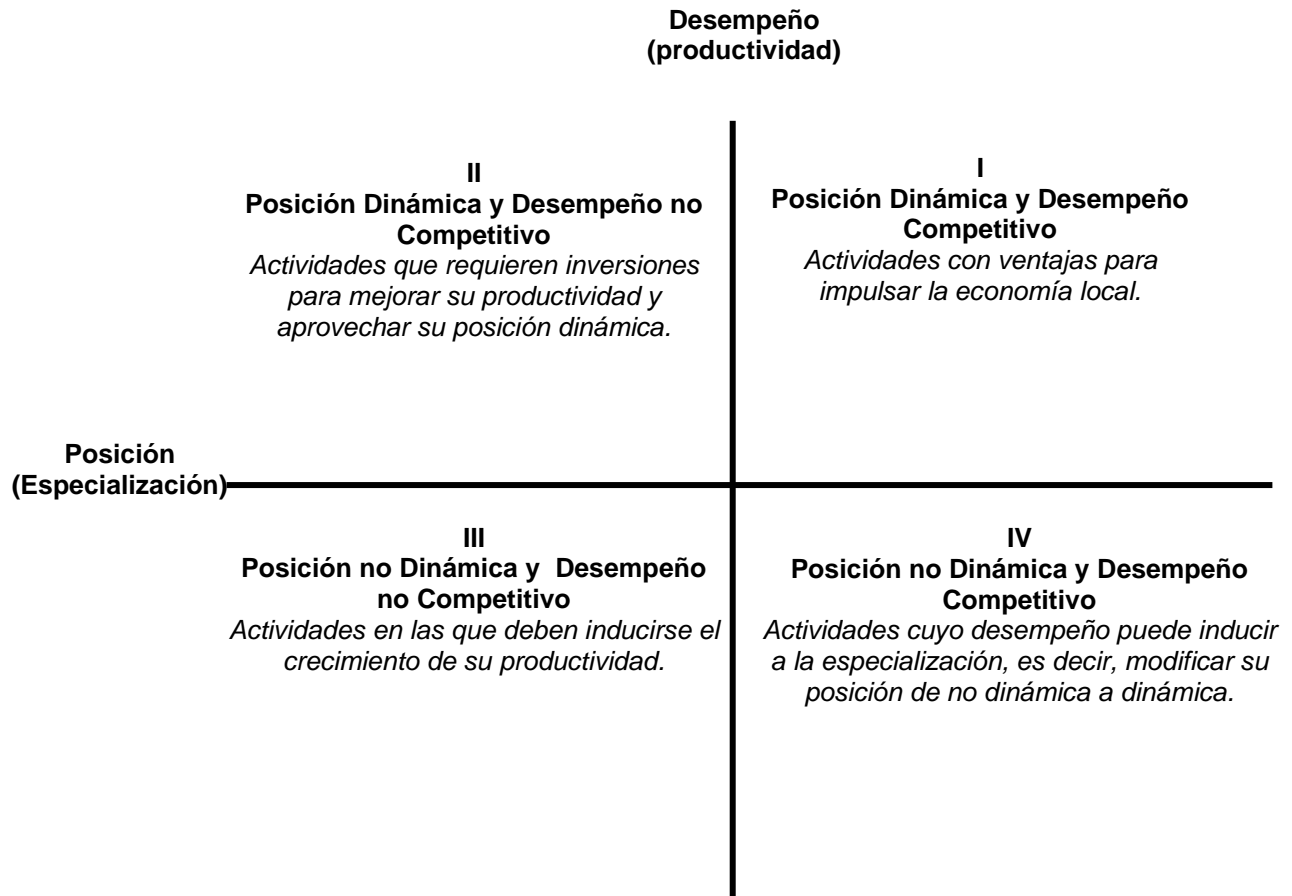 Desempeño
(productividad)
II
Posición Dinámica y Desempeño no
Competitivo
Actividades que requieren inversiones
para mejorar su productividad y
aprovechar su posición dinámica.
I
Posición Dinámica y Desempeño
Competitivo
Actividades con ventajas para
impulsar la economía local.
Posición
(Especialización)
III
Posición no Dinámica y Desempeño
no Competitivo
Actividades en las que deben inducirse el
crecimiento de su productividad.
IV
Posición no Dinámica y Desempeño
Competitivo
Actividades cuyo desempeño puede inducir
a la especialización, es decir, modificar su
posición de no dinámica a dinámica.